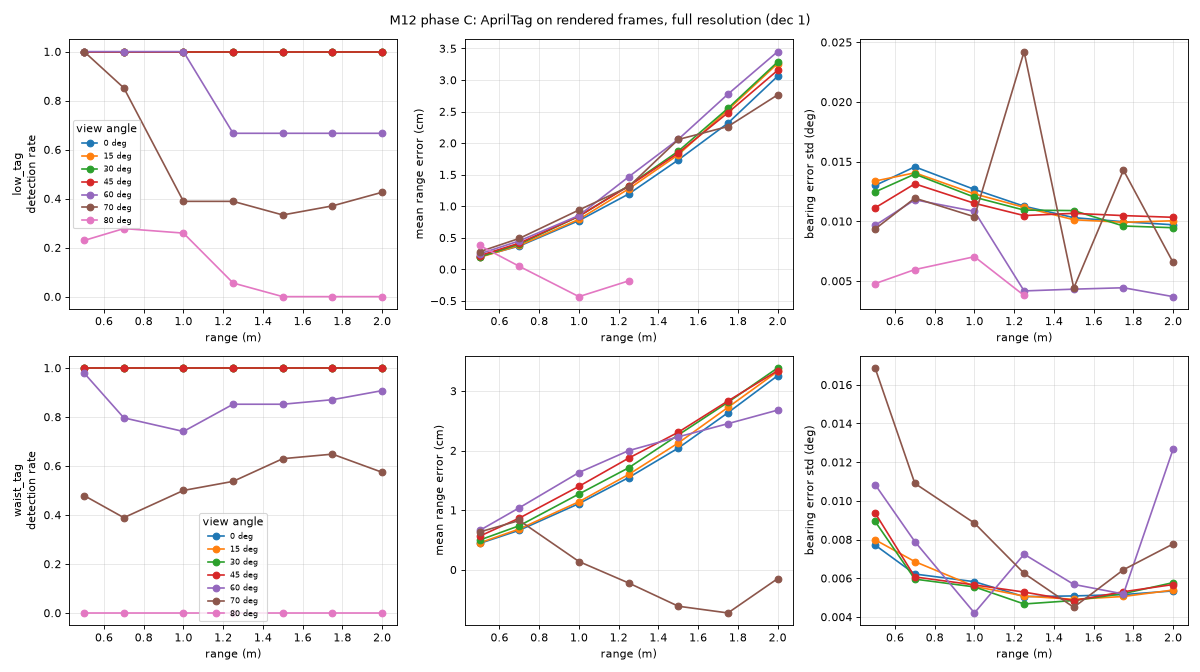 M12 phase C: AprilTag on rendered frames, full resolution (dec 1)
low_tag
detection rate
1.0
0.8
0.6
0.4
0.2
0.0
view angle
0 deg
15 deg
30 deg
45 deg
60 deg
70 deg
80 deg
0.6 0.8 1.0 1.2 1.4 1.6 1.8 2.0
range (m)
mean range error (cm)
3.5
3.0
2.5
2.0
1.5
1.0
0.5
0.0
−0.5
0.6 0.8 1.0 1.2 1.4 1.6 1.8 2.0
range (m)
bearing error std (deg)
0.025
0.020
0.015
0.010
0.005
0.6 0.8 1.0 1.2 1.4 1.6 1.8 2.0
range (m)
waist_tag
detection rate
1.0
0.8
0.6
0.4
0.2
0.0
view angle
0 deg
15 deg
30 deg
45 deg
60 deg
70 deg
80 deg
0.6 0.8 1.0 1.2 1.4 1.6 1.8 2.0
range (m)
mean range error (cm)
3
2
1
0
0.6 0.8 1.0 1.2 1.4 1.6 1.8 2.0
range (m)
bearing error std (deg)
0.016
0.014
0.012
0.010
0.008
0.006
0.004
0.6 0.8 1.0 1.2 1.4 1.6 1.8 2.0
range (m)